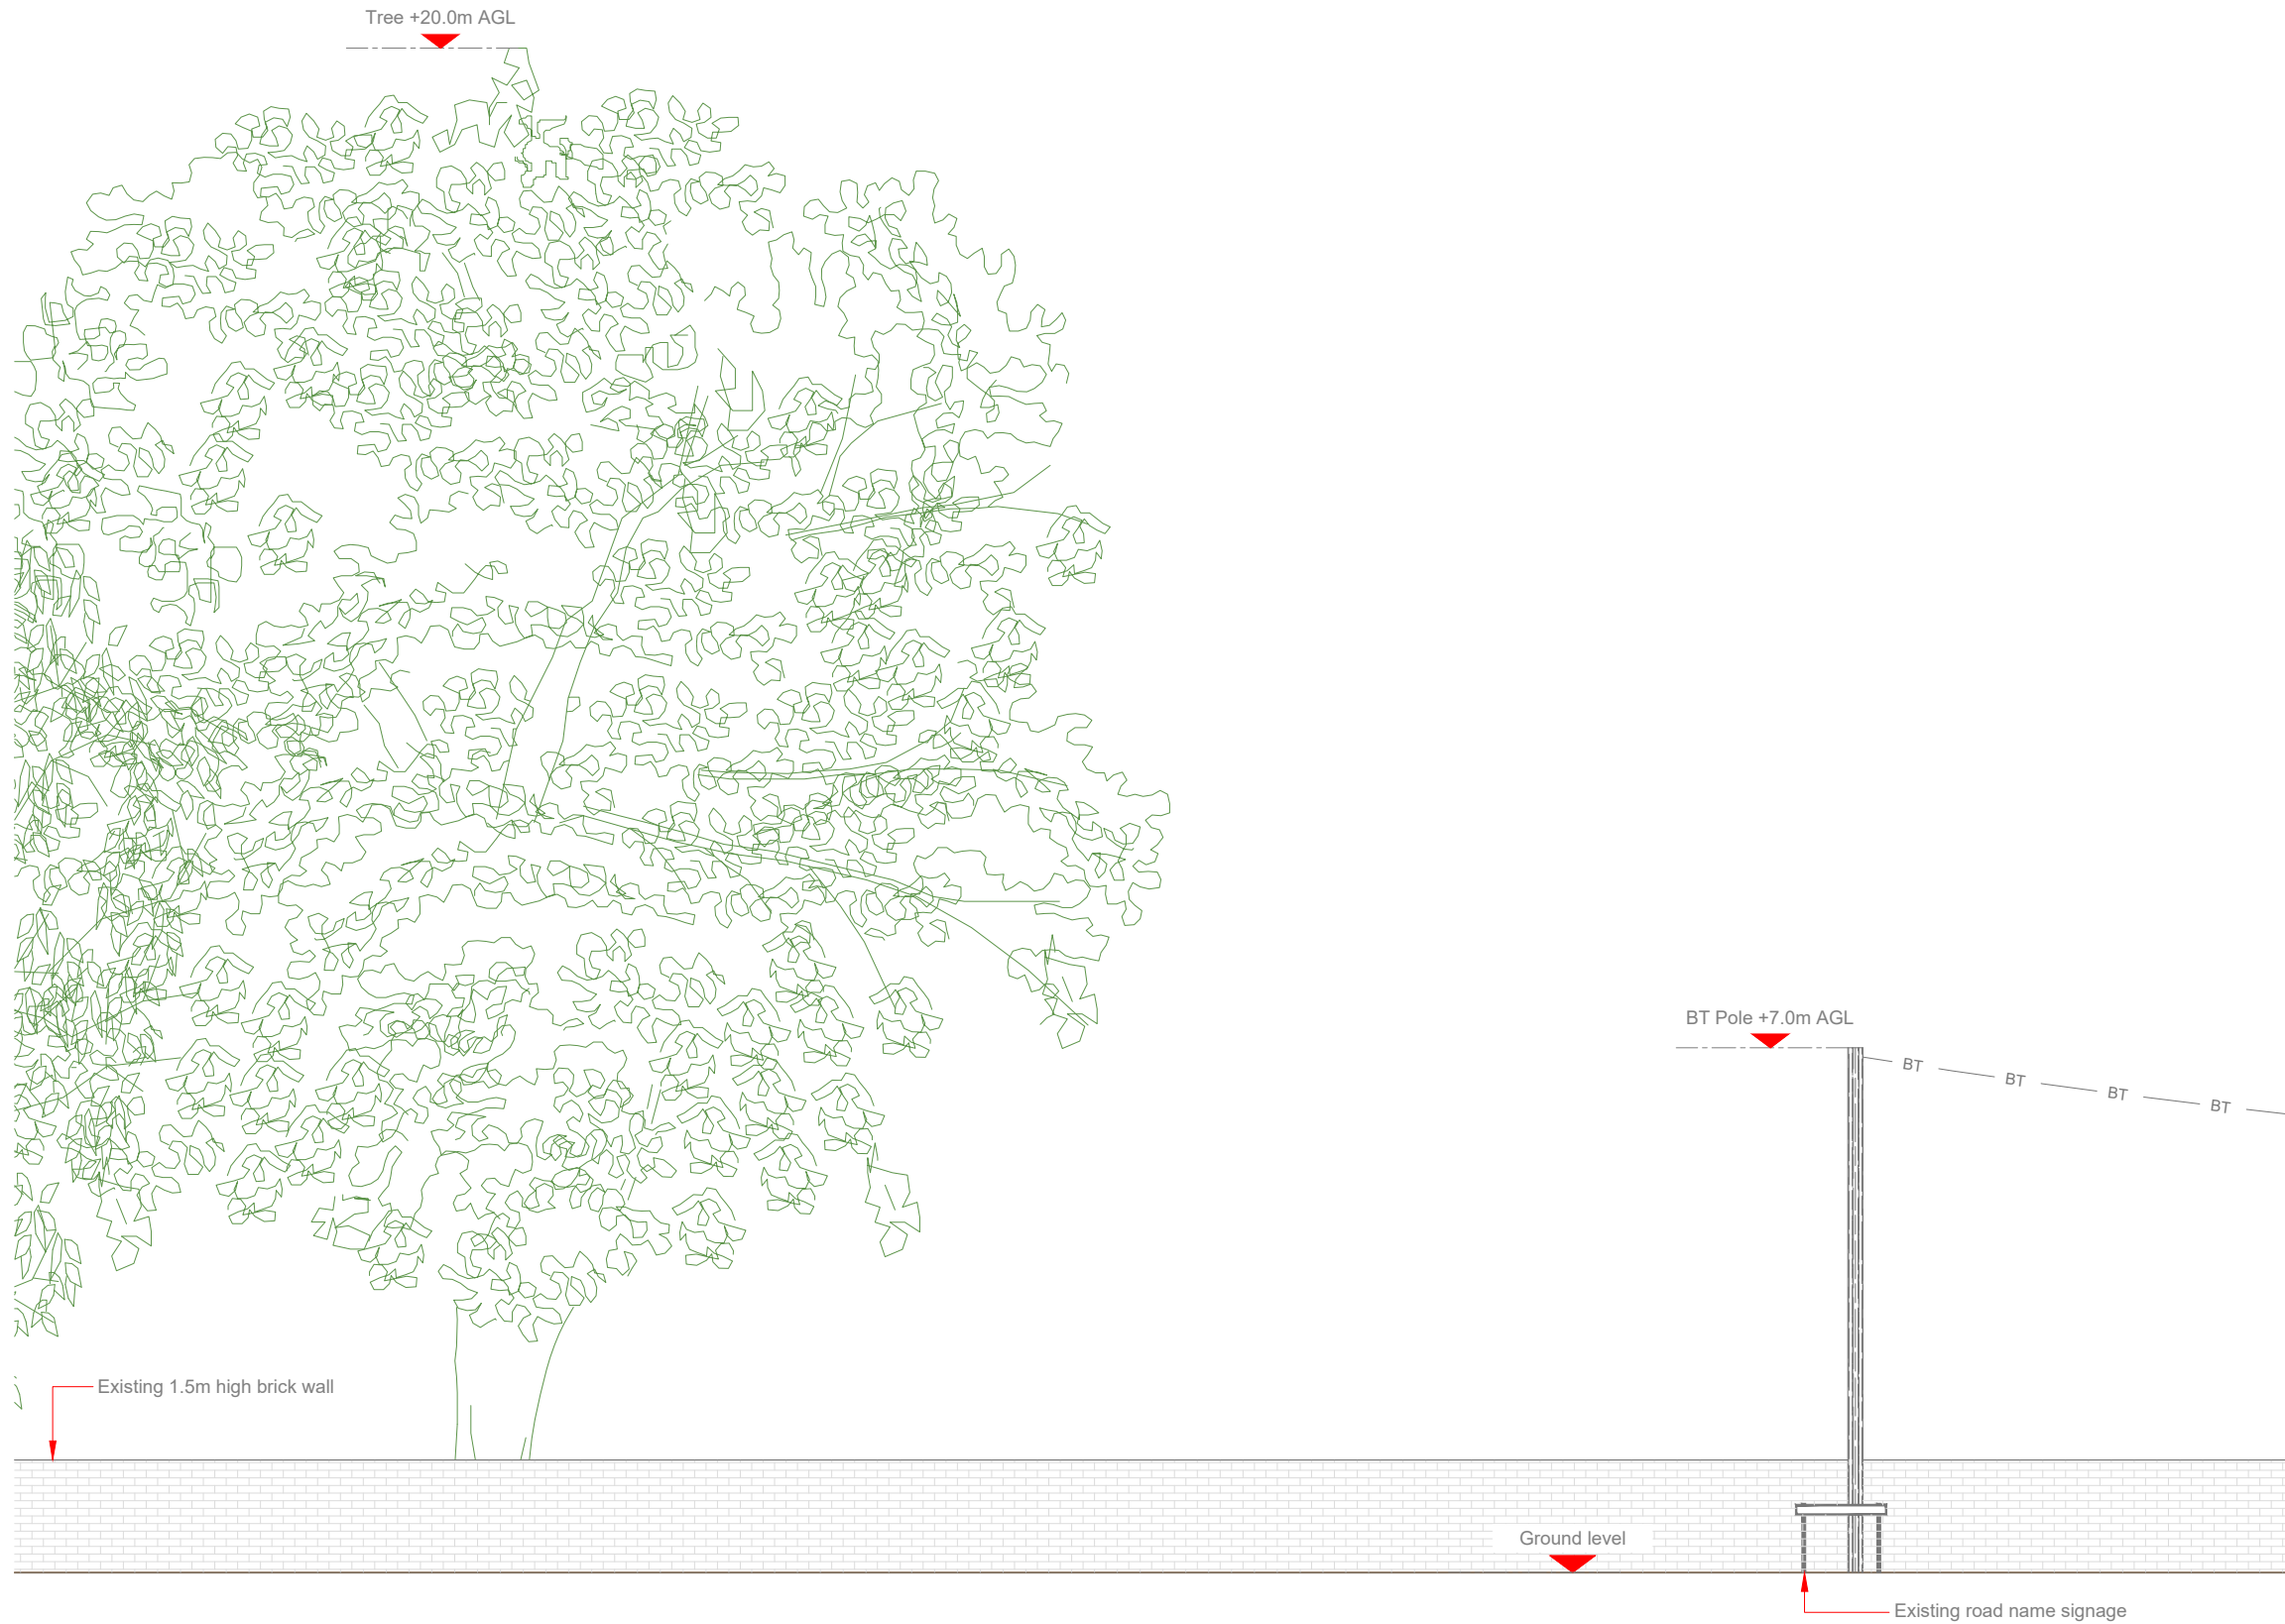 Tree +20.0m AGL
BT Pole +7.0m AGL
BT BT BT BT
Existing 1.5m high brick wall
Ground level
Existing road name signage